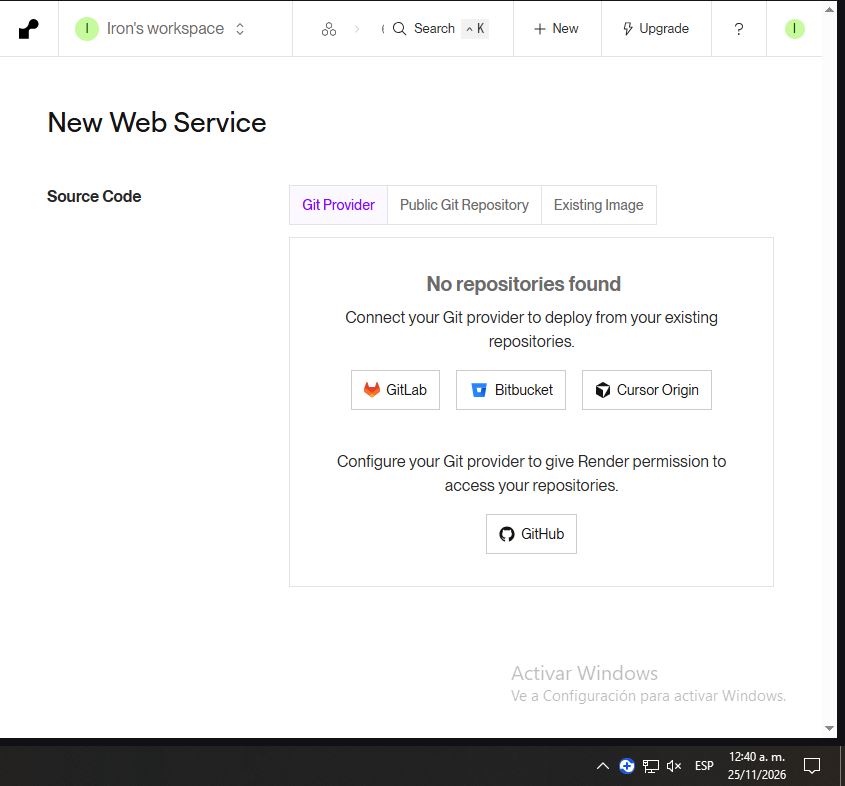 I Iron's workspace
Search ^ K
+ New
Upgrade
?
I
New Web Service
Source Code
Git Provider
Public Git Repository
Existing Image
No repositories found
Connect your Git provider to deploy from your existing
repositories.
GitLab
Bitbucket
Cursor Origin
Configure your Git provider to give Render permission to
access your repositories.
GitHub
Activar Windows
Ve a Configuración para activar Windows.
ESP
12:40 a. m.
25/11/2026